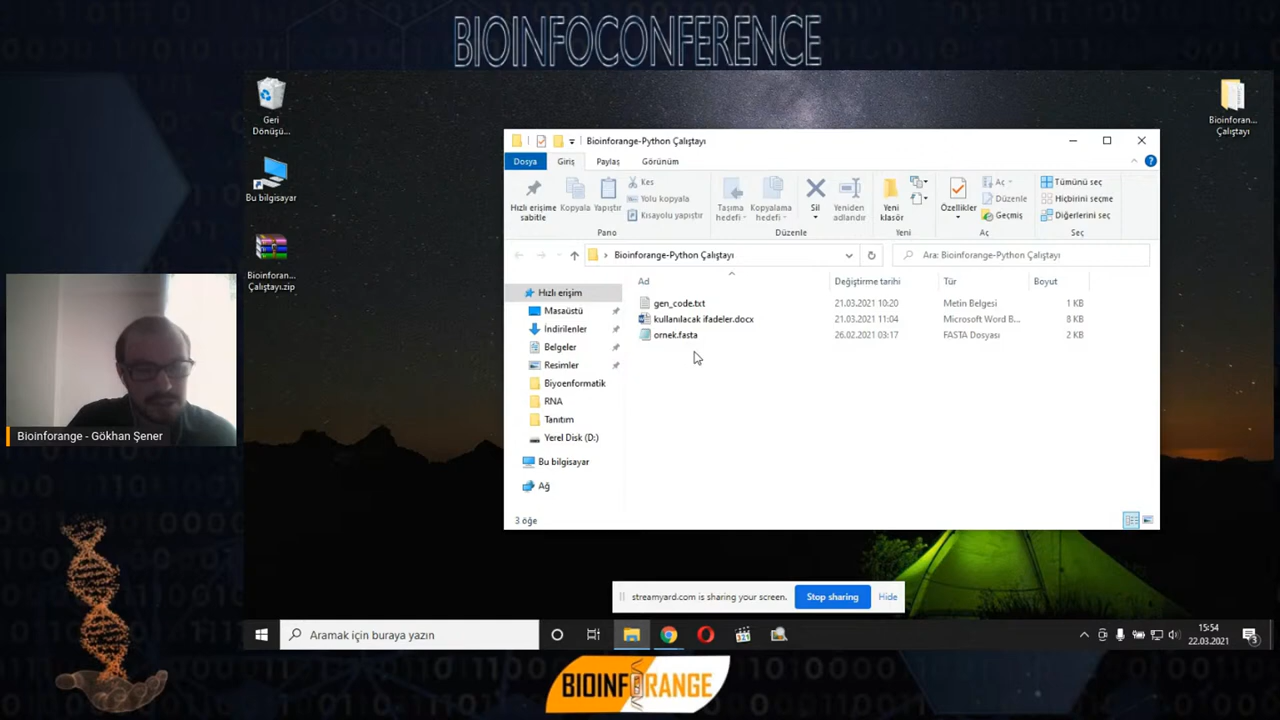 BIOINFOCONFERENCE
Geri
Dönüşü...
Bu bilgisayar
Bioinforan...
Çalıştayı.zip
Bioinforan...
Çalıştayı
Bioinforange-Python Çalıştayı
Dosya
Giriş
Paylaş
Görünüm
Hızlı erişime
sabitle
Kopyala
Yapıştır
Kes
Yolu kopyala
Kısayolu yapıştır
Pano
Taşıma
hedefi
Kopyalama
hedefi
Sil
Yeniden
adlandır
Düzenle
Yeni
klasör
Yeni
Özellikler
Aç
Düzenle
Geçmiş
Aç
Tümünü seç
Hiçbirini seçme
Diğerlerini seç
Seç
Bioinforange-Python Çalıştayı
Ara: Bioinforange-Python Çalıştayı
Ad
Değiştirme tarihi
Tür
Boyut
gen_code.txt
21.03.2021 10:20
Metin Belgesi
1 KB
kullanılacak ifadeler.docx
21.03.2021 11:04
Microsoft Word B...
8 KB
ornek.fasta
26.02.2021 03:17
FASTA Dosyası
2 KB
Hızlı erişim
Masaüstü
İndirilenler
Belgeler
Resimler
Biyoenformatik
RNA
Tanıtım
Yerel Disk (D:)
Bu bilgisayar
Ağ
3 öğe
Bioinforange - Gökhan Şener
streamyard.com is sharing your screen.
Stop sharing
Hide
Aramak için buraya yazın
15:54
22.03.2021
3
BIOINFORANGE